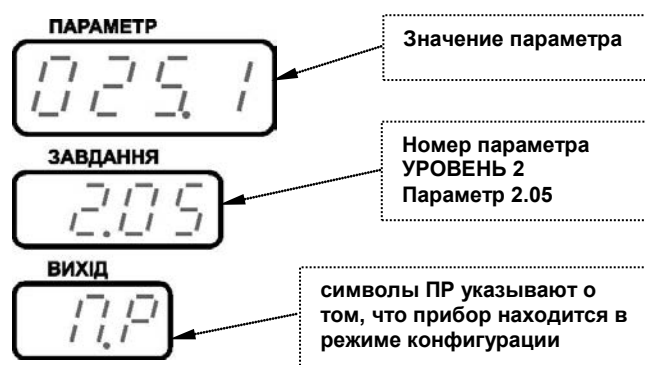 ПАРАМЕТР
025.1
Значение параметра
ЗАВДАННЯ
2.05
Номер параметра
УРОВЕНЬ 2
Параметр 2.05
ВИХІД
П.Р
символы ПР указывают о
том, что прибор находится в
режиме конфигурации